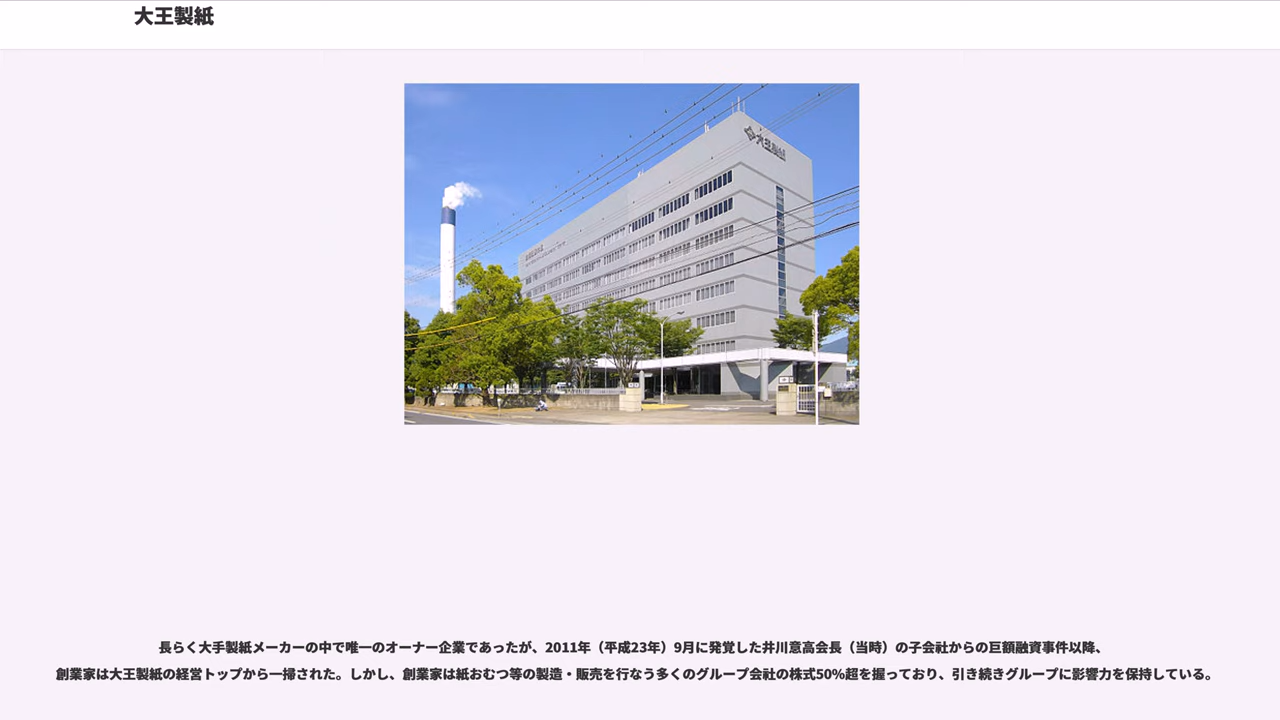 大王製紙
大王製紙
長らく大手製紙メーカーの中で唯一のオーナー企業であったが、2011年（平成23年）9月に発覚した井川意高会長（当時）の子会社からの巨額融資事件以降、
創業家は大王製紙の経営トップから一掃された。しかし、創業家は紙おむつ等の製造・販売を行なう多くのグループ会社の株式50%超を握っており、引き続きグループに影響力を保持している。